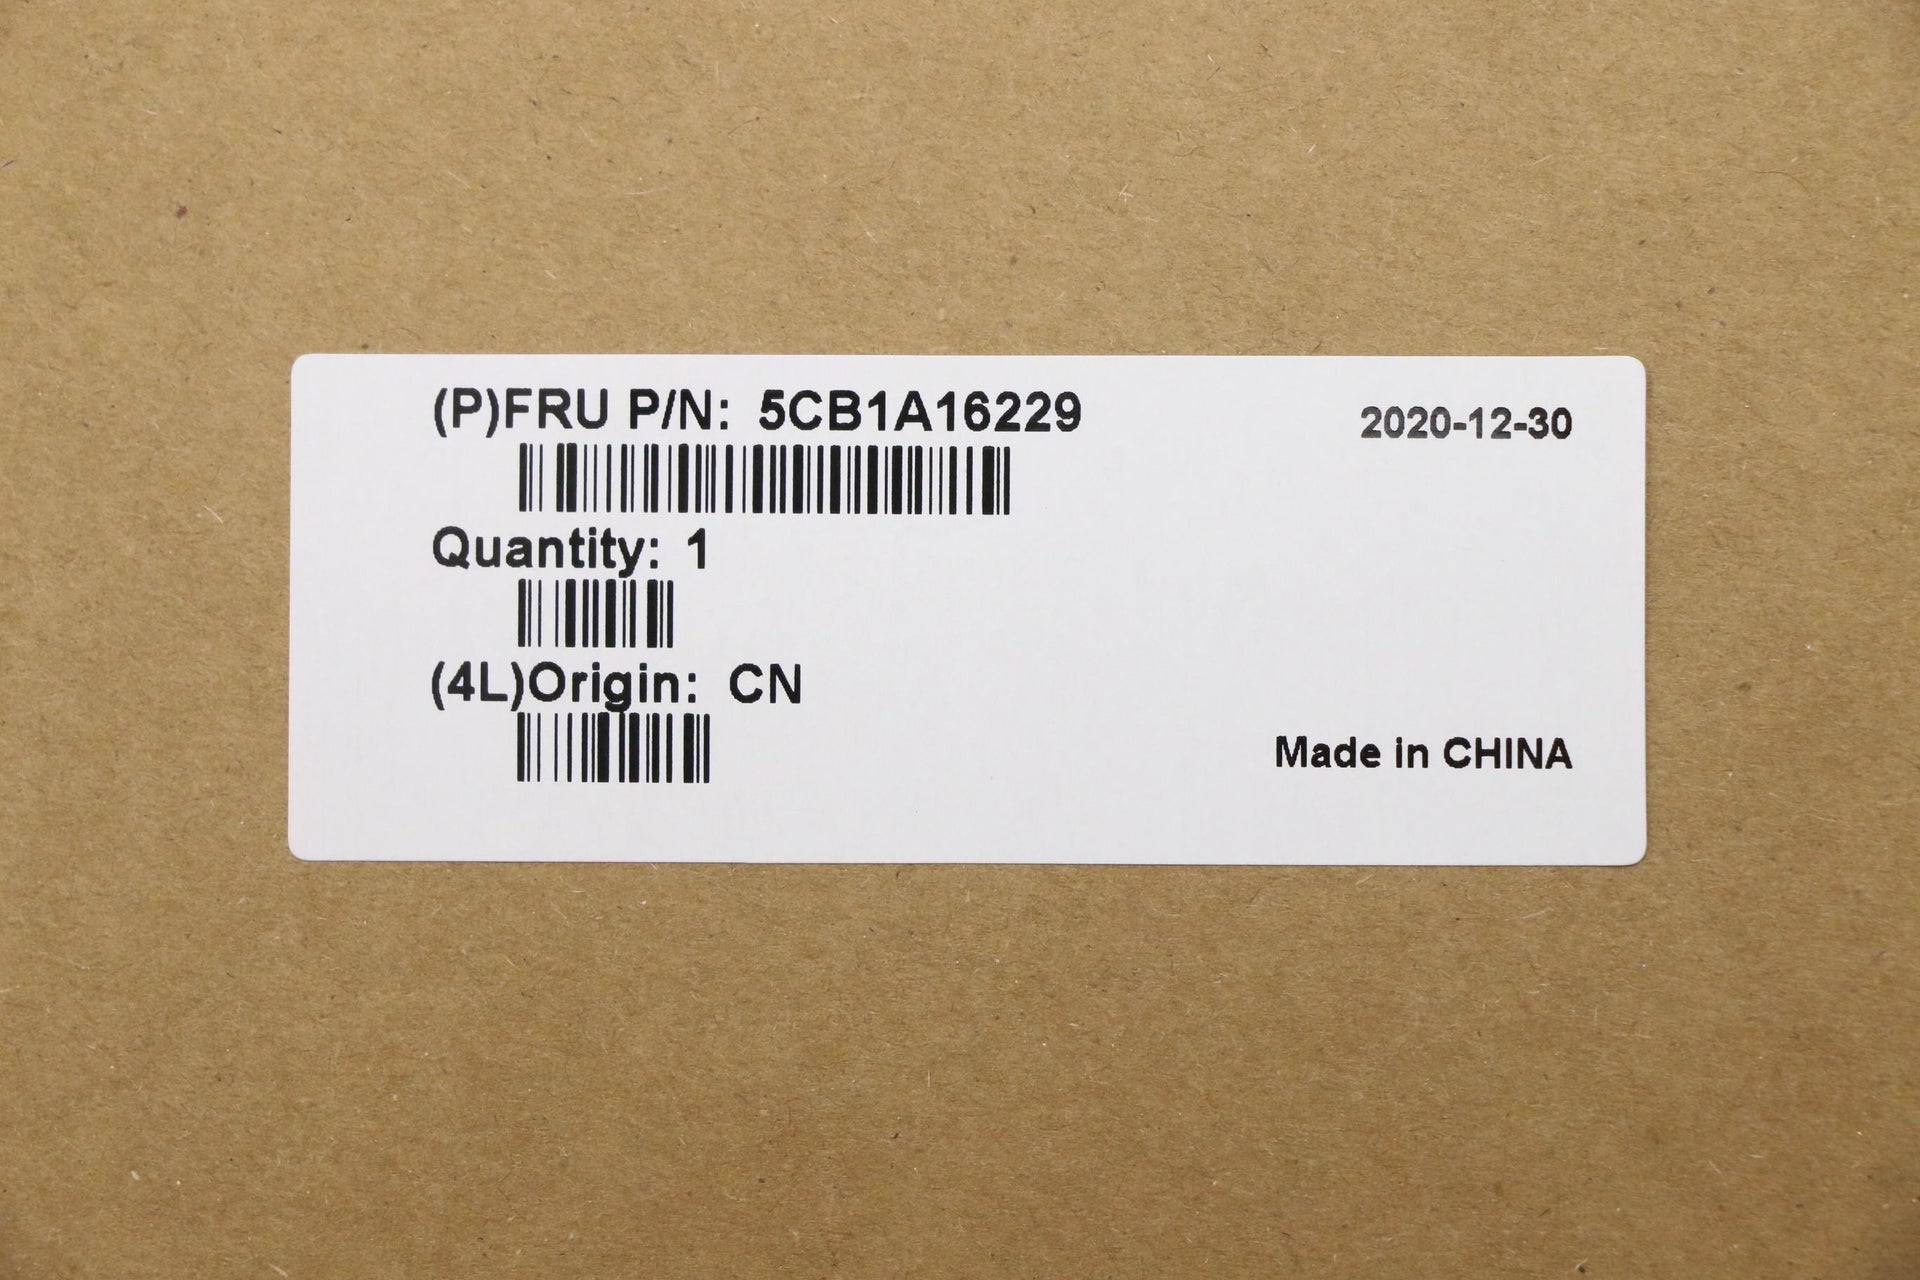 (P)FRU P/N: 5CB1A16229
2020-12-30
Quantity: 1
(4L)Origin: CN
Made in CHINA